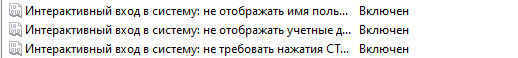 Интерактивный вход в систему: не отображать имя поль... Включен
Интерактивный вход в систему: не отображать учетные д... Включен
Интерактивный вход в систему: не требовать нажатия CT... Включен